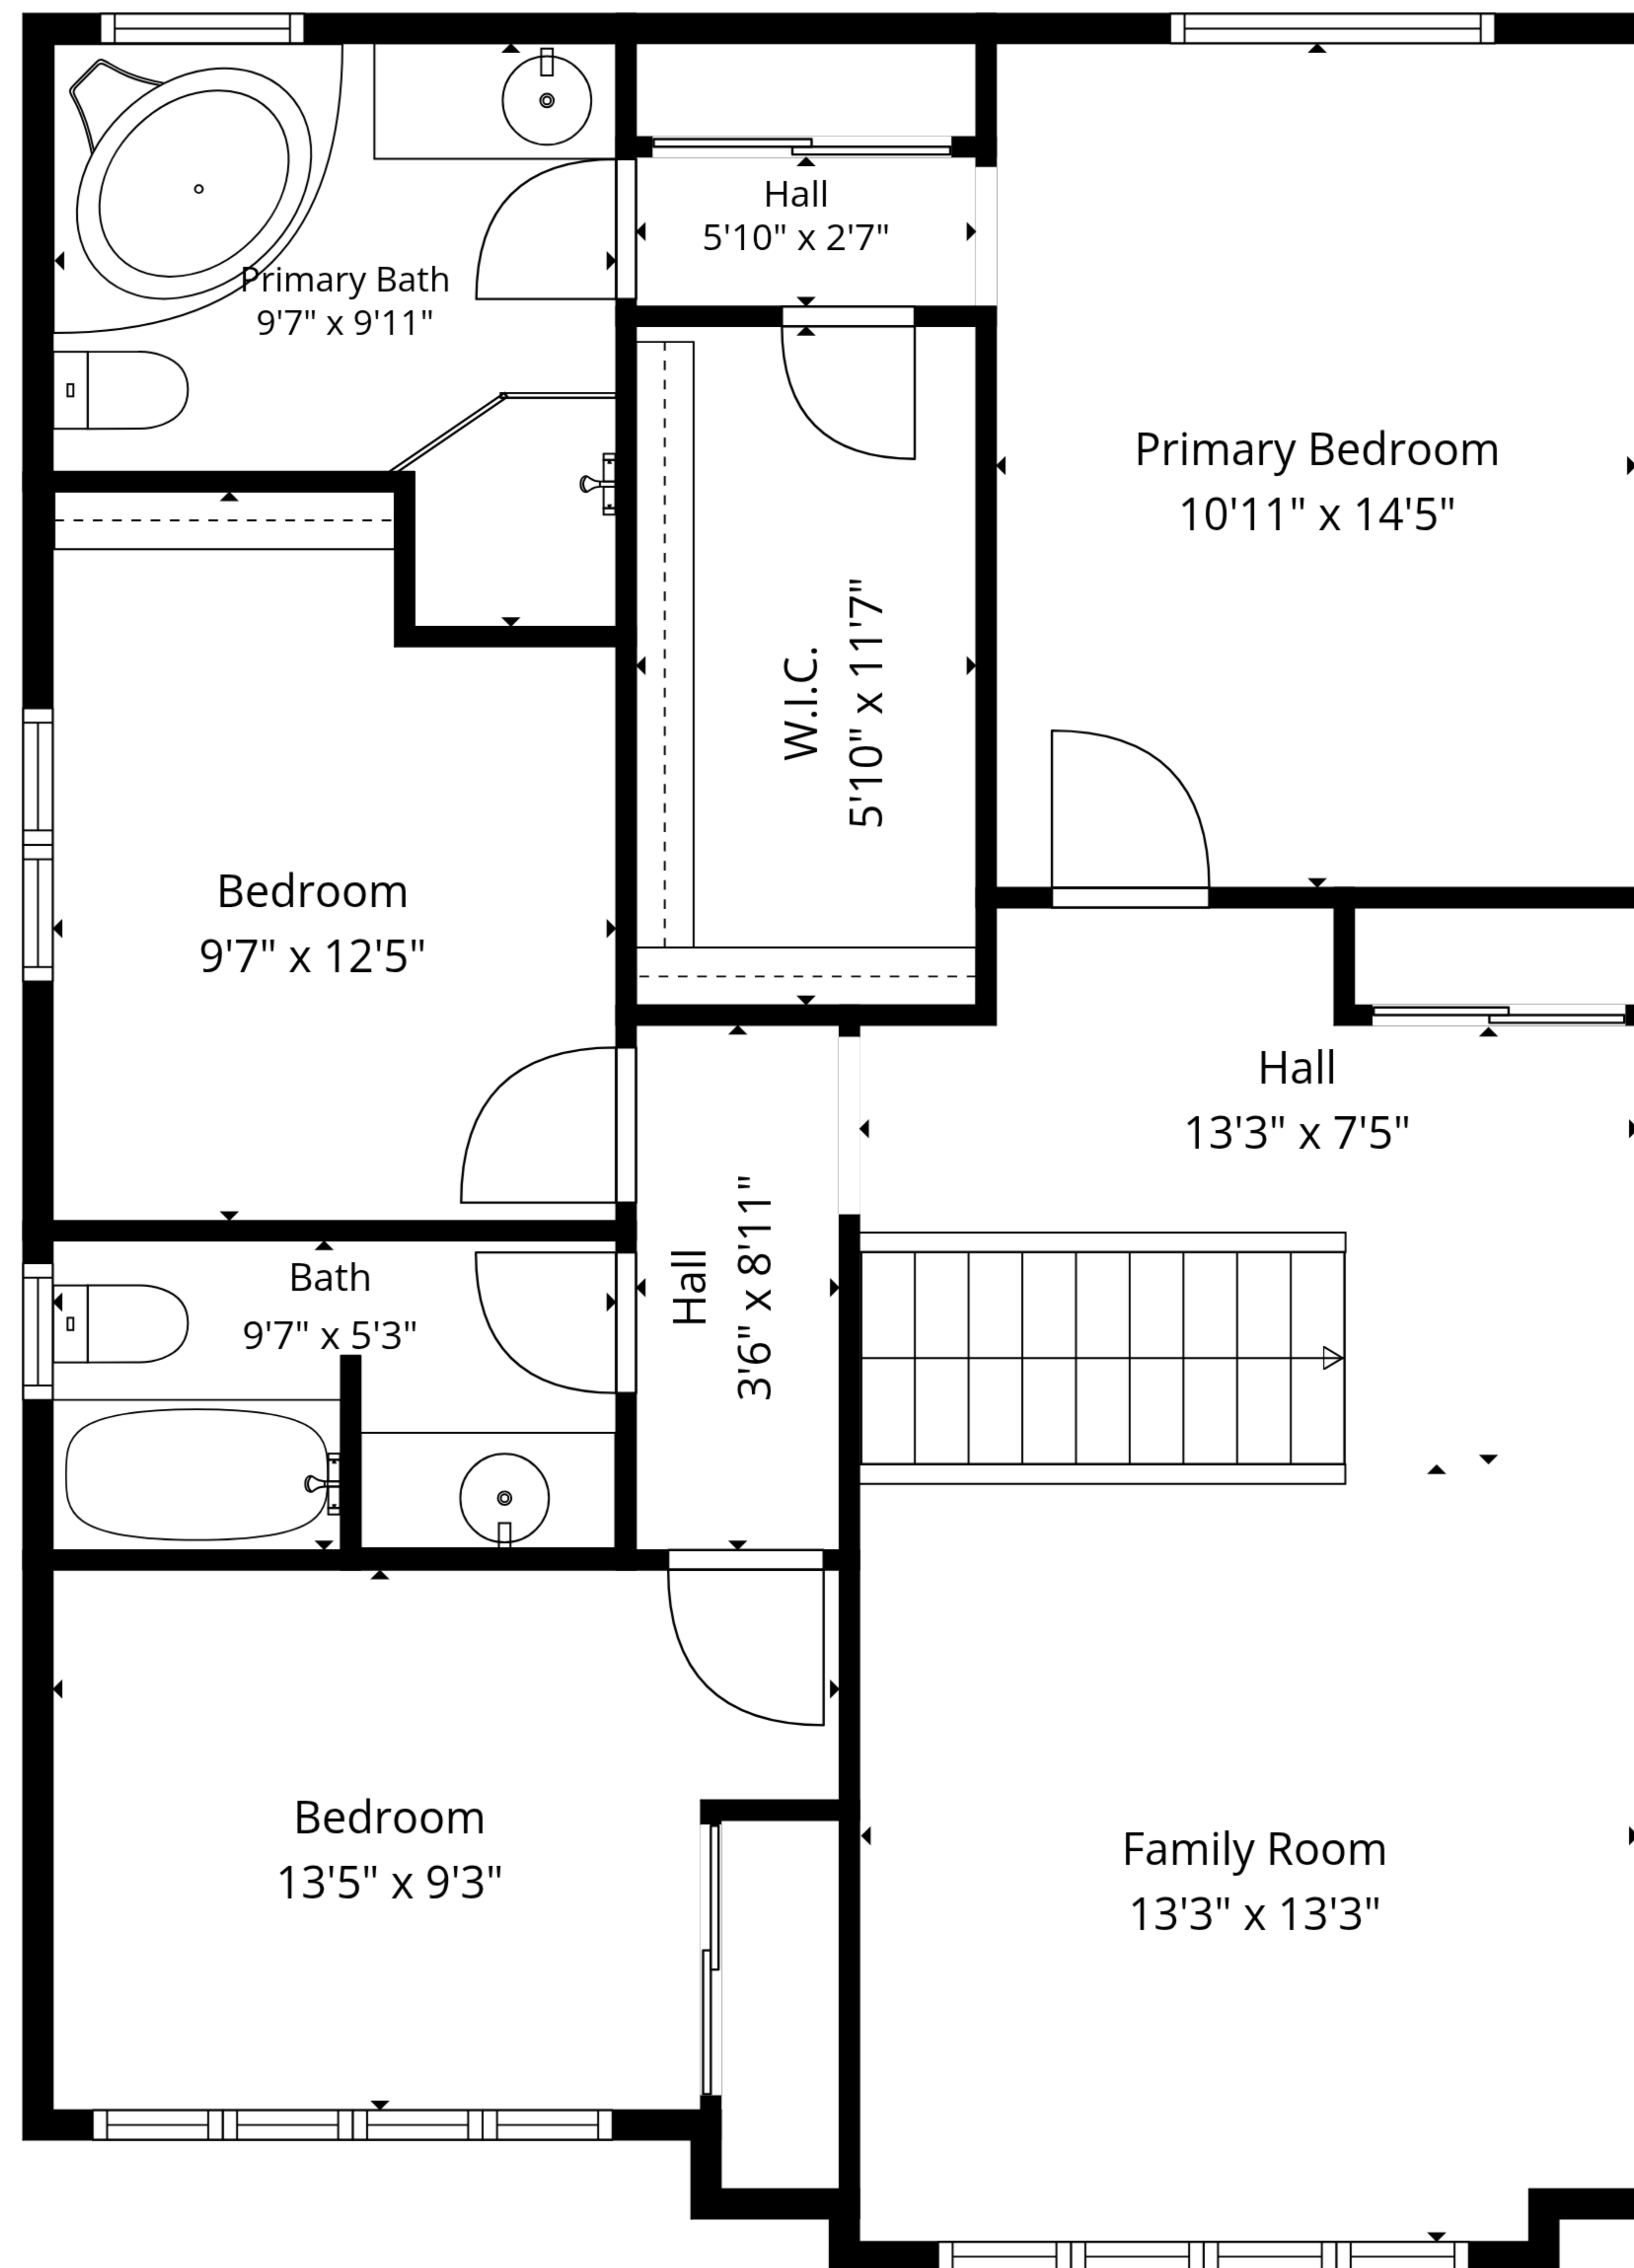 Hall
5'10" x 2'7"
Primary Bath
9'7" x 9'11"
Primary Bedroom
10'11" x 14'5"
W.I.C.
5'10" x 11'7"
Bedroom
9'7" x 12'5"
Hall
13'3" x 7'5"
Bath
9'7" x 5'3"
Hall
3'6" x 8'11"
Bedroom
13'5" x 9'3"
Family Room
13'3" x 13'3"